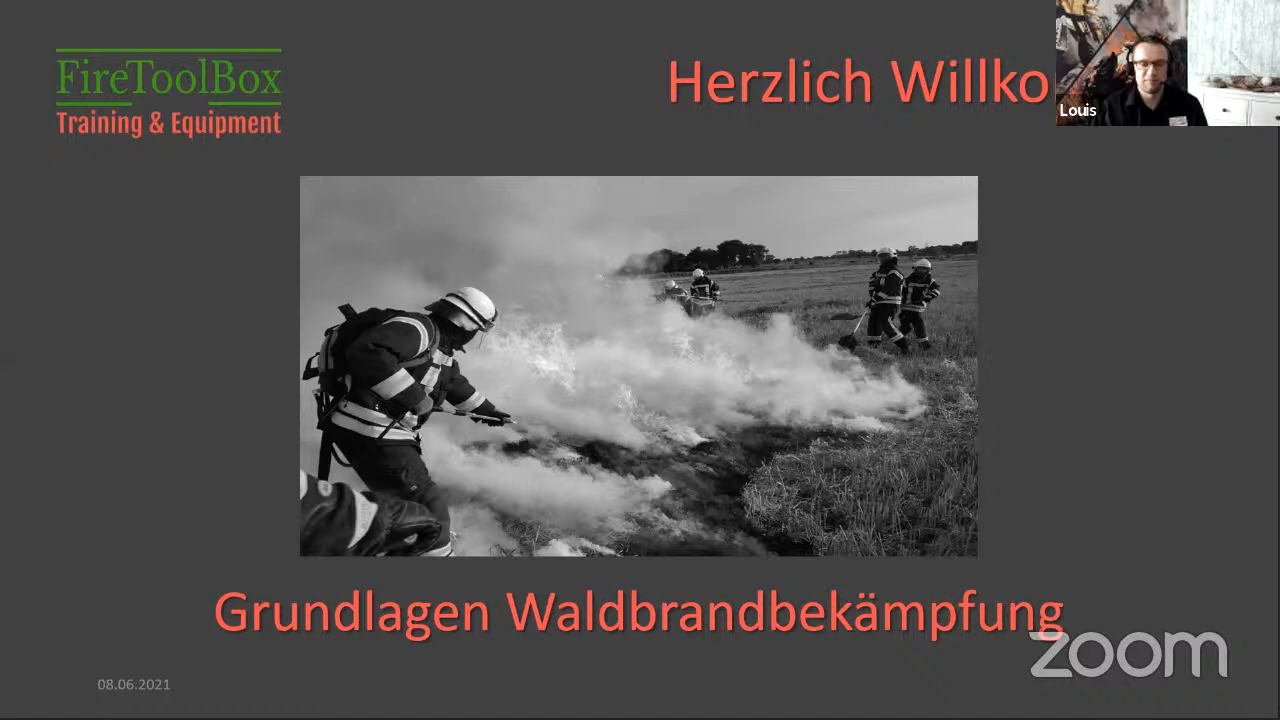 FireToolBox
Training & Equipment
Herzlich Willko
Louis
Grundlagen Waldbrandbekämpfung
zoom
08.06.2021